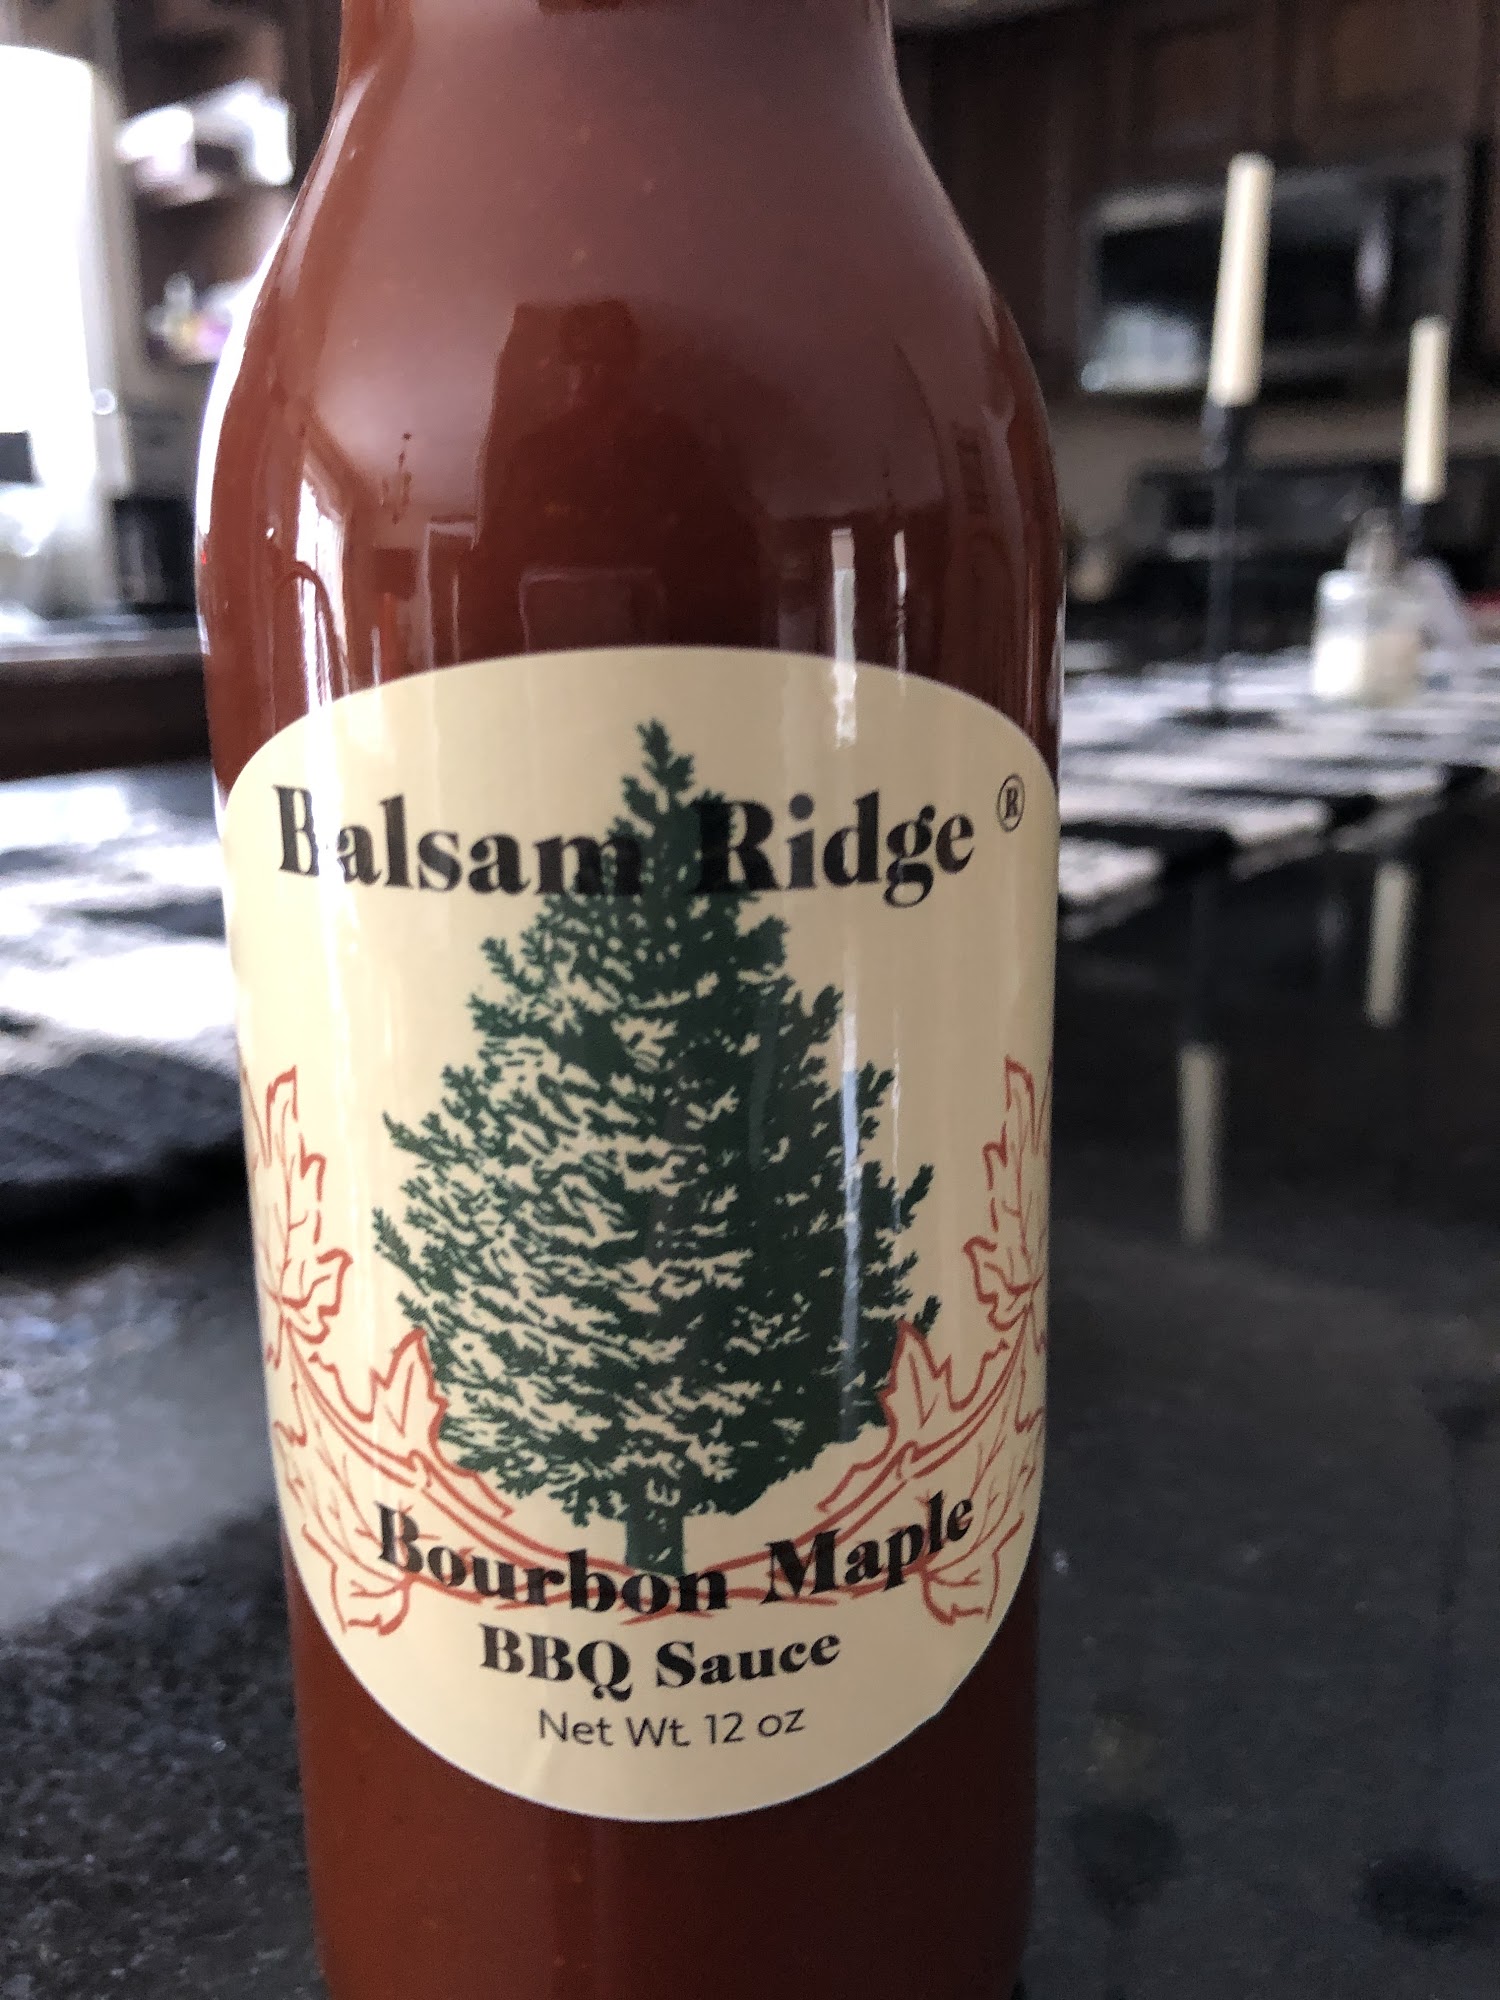 Balsam Ridge ®
Bourbon Maple
BBQ Sauce
Net Wt. 12 oz